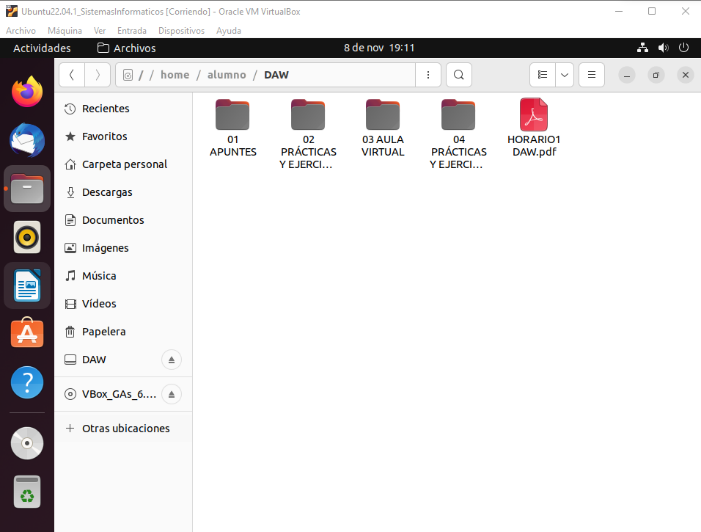 Ubuntu22.04.1_SistemasInformaticos [Corriendo] - Oracle VM VirtualBox
Archivo Máquina Ver Entrada Dispositivos Ayuda
Actividades Archivos 8 de nov 19:11
/ / home / alumno / DAW
Recientes
Favoritos
Carpeta personal
Descargas
Documentos
Imágenes
Música
Vídeos
Papelera
DAW
VBox_GAs_6....
Otras ubicaciones
01
APUNTES
02
PRÁCTICAS
Y EJERCI...
03 AULA
VIRTUAL
04
PRÁCTICAS
Y EJERCI...
HORARIO1
DAW.pdf